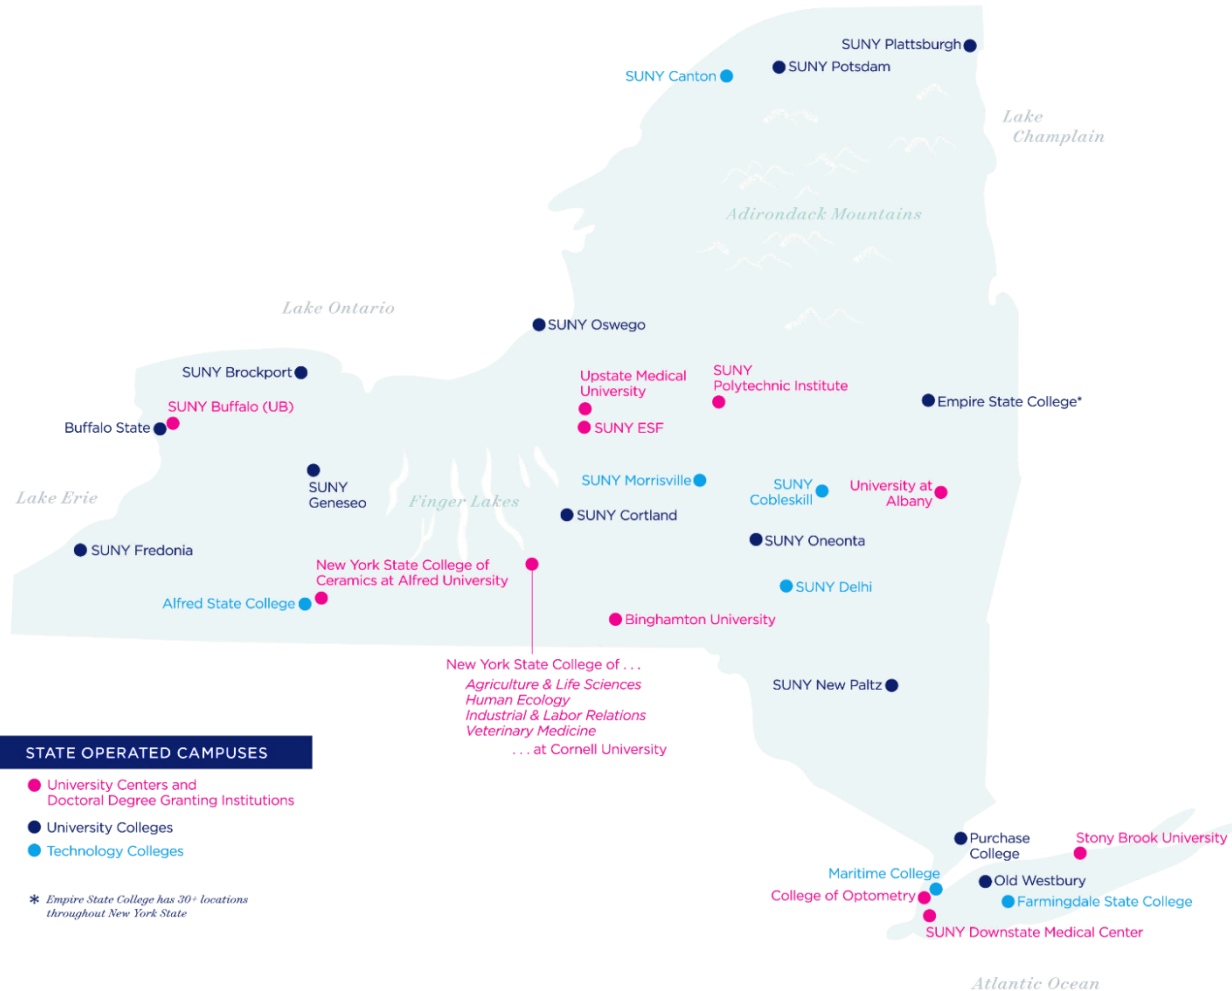 SUNY Plattsburgh
SUNY Potsdam
SUNY Canton
Lake
Champlain
Adirondack Mountains
Lake Ontario
SUNY Oswego
SUNY Brockport
Upstate Medical
University
SUNY
Polytechnic Institute
SUNY Buffalo (UB)
Empire State College*
Buffalo State
SUNY ESF
SUNY Morrisville
SUNY
Cobleskill
University at
Albany
SUNY
Geneseo
Lake Erie
Finger Lakes
SUNY Cortland
SUNY Oneonta
SUNY Fredonia
New York State College of
Ceramics at Alfred University
SUNY Delhi
Alfred State College
Binghamton University
New York State College of . . .
Agriculture & Life Sciences
Human Ecology
Industrial & Labor Relations
Veterinary Medicine
. . . at Cornell University
SUNY New Paltz
STATE OPERATED CAMPUSES
University Centers and
Doctoral Degree Granting Institutions
University Colleges
Technology Colleges
* Empire State College has 30+ locations
throughout New York State
Purchase
College
Stony Brook University
Maritime College
Old Westbury
College of Optometry
Farmingdale State College
SUNY Downstate Medical Center
Atlantic Ocean